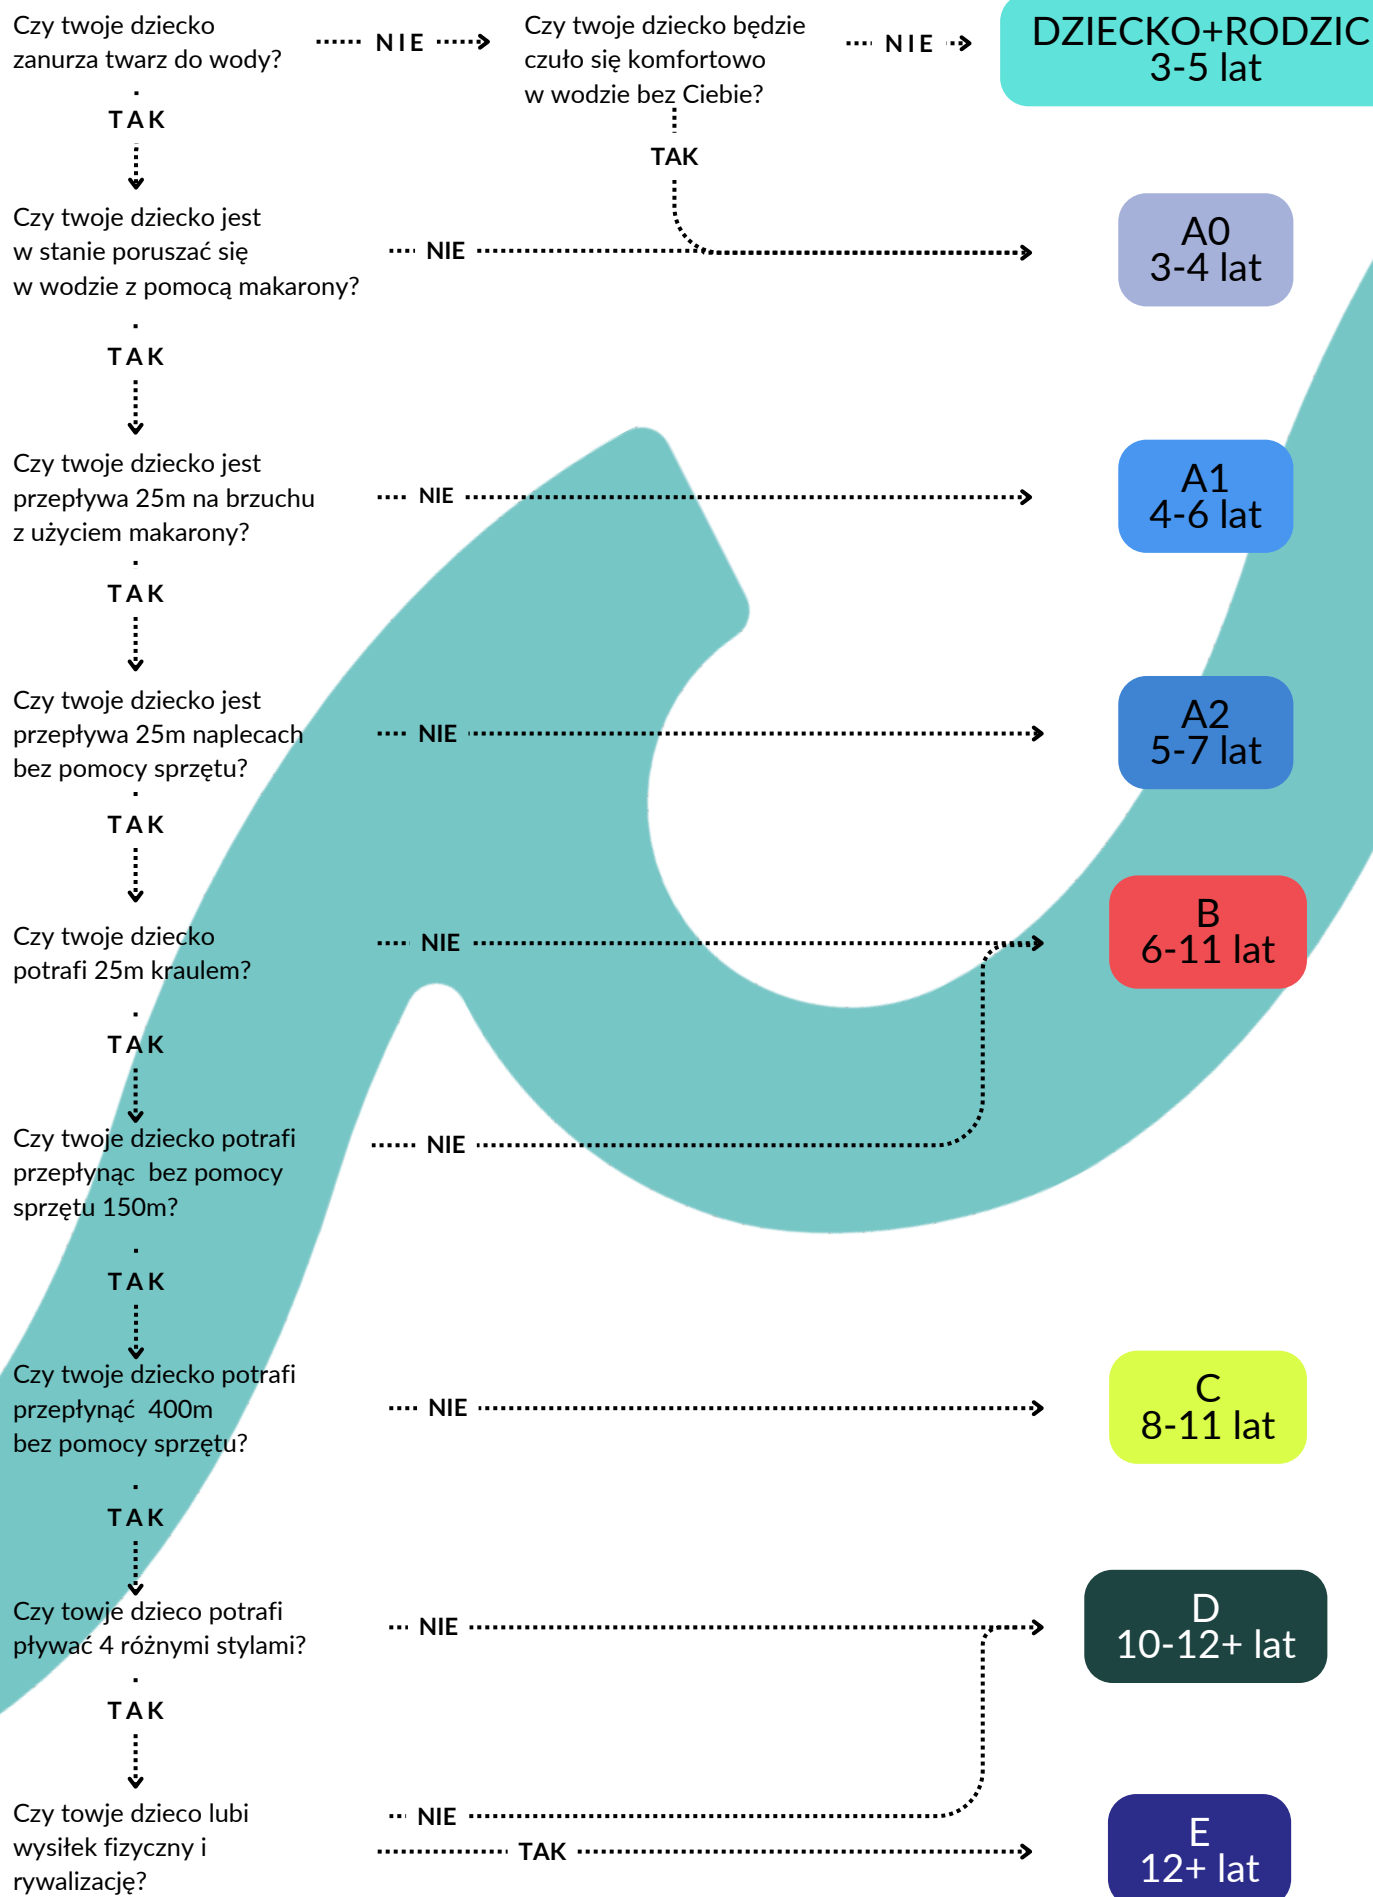 Czy twoje dziecko
zanurza twarz do wody?
NIE
Czy twoje dziecko będzie
czuło się komfortowo
w wodzie bez Ciebie?
NIE
DZIECKO+RODZIC
3-5 lat
TAK
TAK
Czy twoje dziecko jest
w stanie poruszać się
w wodzie z pomocą makarony?
NIE
A0
3-4 lat
TAK
Czy twoje dziecko jest
przepływa 25m na brzuchu
z użyciem makarony?
NIE
A1
4-6 lat
TAK
Czy twoje dziecko jest
przepływa 25m naplecach
bez pomocy sprzętu?
NIE
A2
5-7 lat
TAK
Czy twoje dziecko
potrafi 25m kraulem?
NIE
B
6-11 lat
TAK
Czy twoje dziecko potrafi
przepłynąc  bez pomocy
sprzętu 150m?
NIE
TAK
Czy twoje dziecko potrafi
przepłynąć  400m
bez pomocy sprzętu?
NIE
C
8-11 lat
TAK
Czy towje dzieco potrafi
pływać 4 różnymi stylami?
NIE
D
10-12+ lat
TAK
Czy towje dzieco lubi
wysiłek fizyczny i
rywalizację?
NIE
TAK
E
12+ lat